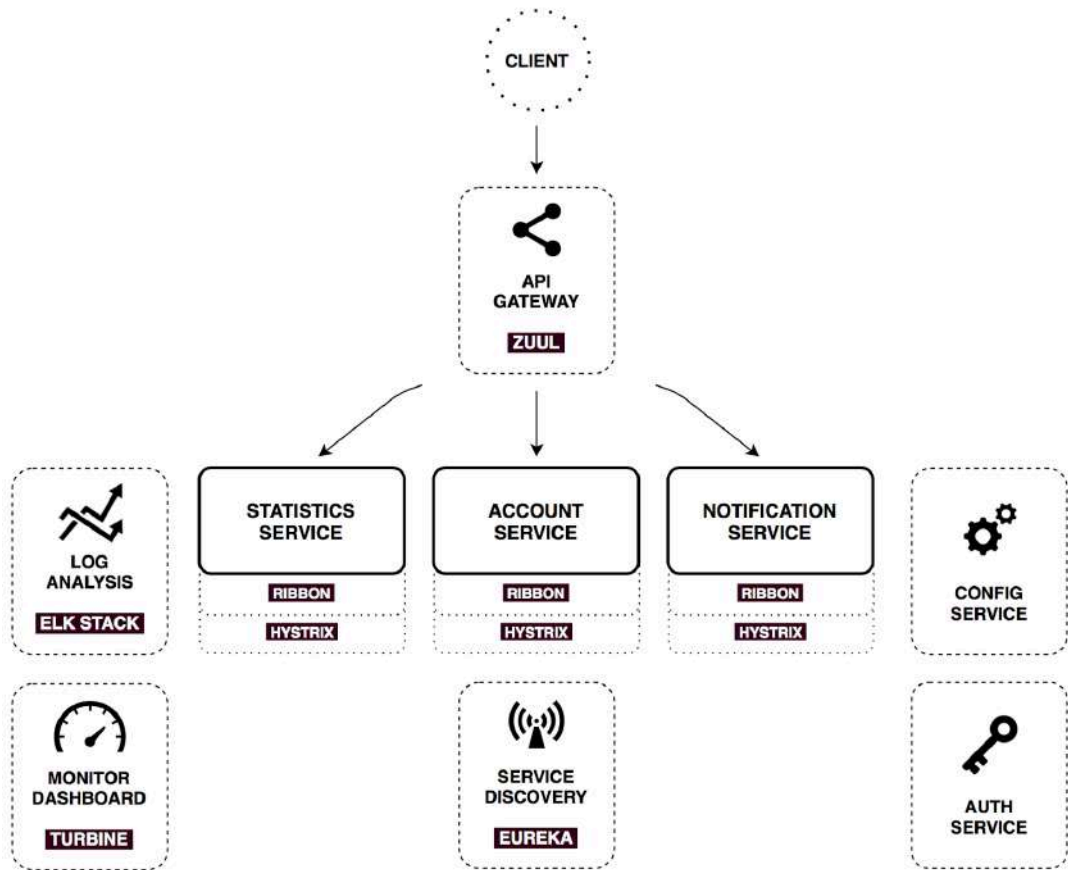 CLIENT
API
GATEWAY
ZUUL
LOG
ANALYSIS
ELK STACK
STATISTICS
SERVICE
RIBBON
HYSTRIX
ACCOUNT
SERVICE
RIBBON
HYSTRIX
NOTIFICATION
SERVICE
RIBBON
HYSTRIX
CONFIG
SERVICE
MONITOR
DASHBOARD
TURBINE
SERVICE
DISCOVERY
EUREKA
AUTH
SERVICE